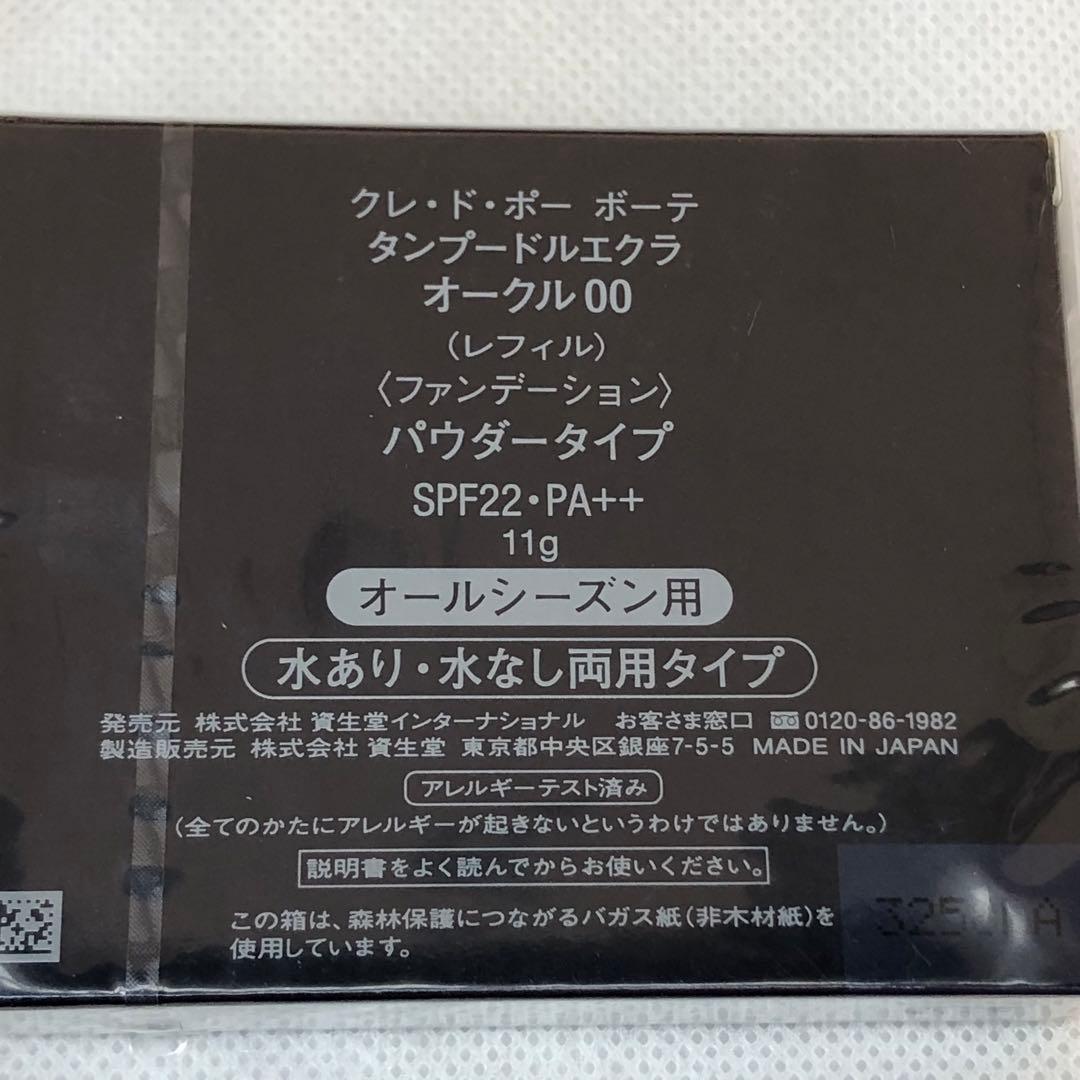 クレ・ド・ポー ボーテ
タンプードルエクラ
オークル00
（レフィル）
〈ファンデーション〉
パウダータイプ
SPF22・PA++
11g
オールシーズン用
水あり・水なし両用タイプ
発売元 株式会社 資生堂インターナショナル お客さま窓口 0120-86-1982
製造販売元 株式会社 資生堂 東京都中央区銀座7-5-5 MADE IN JAPAN
アレルギーテスト済み
（全てのかたにアレルギーが起きないというわけではありません。）
説明書をよく読んでからお使いください。
この箱は、森林保護につながるバガス紙（非木材紙）を
使用しています。